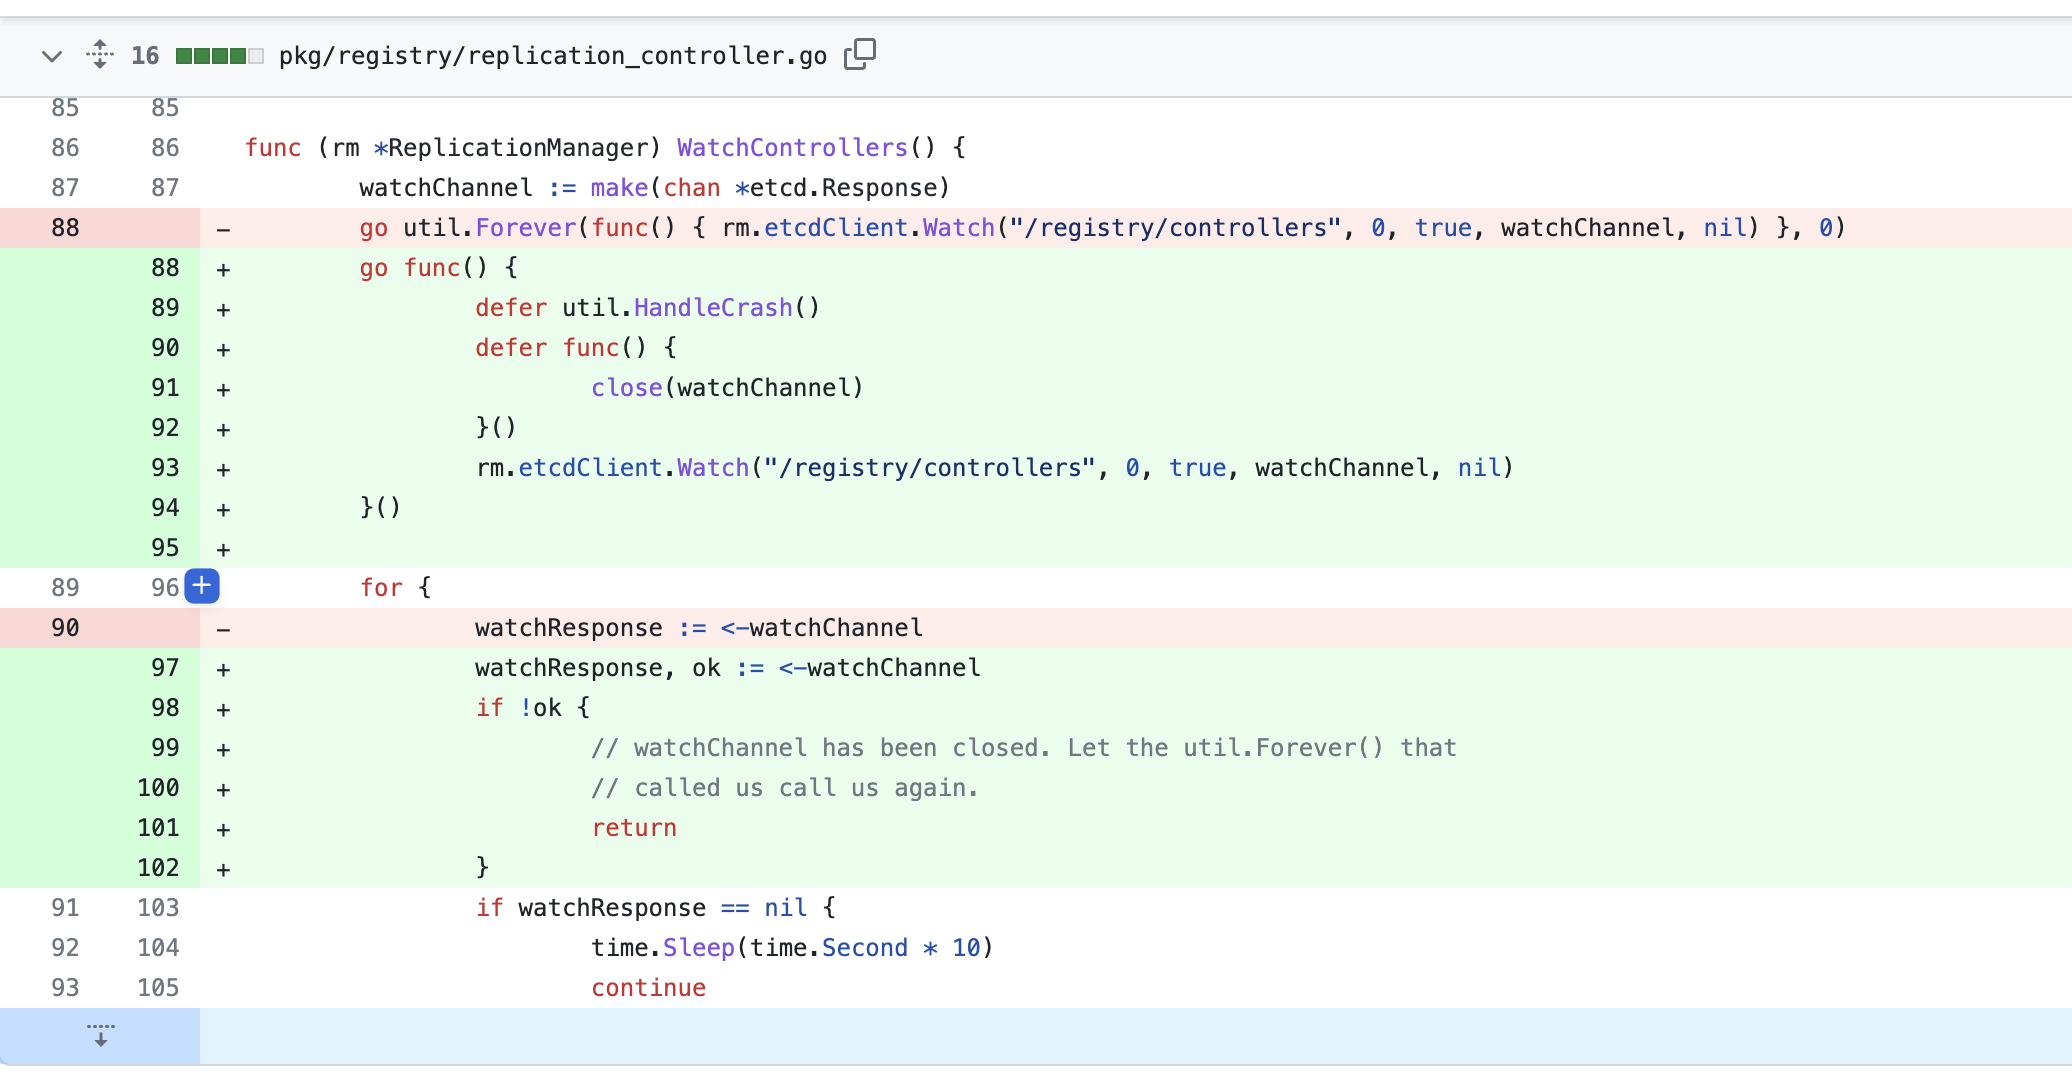 16 pkg/registry/replication_controller.go
85 85
86 86 func (rm *ReplicationManager) WatchControllers() {
87 87 watchChannel := make(chan *etcd.Response)
88 - go util.Forever(func() { rm.etcdClient.Watch("/registry/controllers", 0, true, watchChannel, nil) }, 0)
88 + go func() {
89 + defer util.HandleCrash()
90 + defer func() {
91 + close(watchChannel)
92 + }()
93 + rm.etcdClient.Watch("/registry/controllers", 0, true, watchChannel, nil)
94 + }()
95 +
89 96 + for {
90 - watchResponse := <-watchChannel
97 + watchResponse, ok := <-watchChannel
98 + if !ok {
99 + // watchChannel has been closed. Let the util.Forever() that
100 + // called us call us again.
101 + return
102 + }
91 103 if watchResponse == nil {
92 104 time.Sleep(time.Second * 10)
93 105 continue